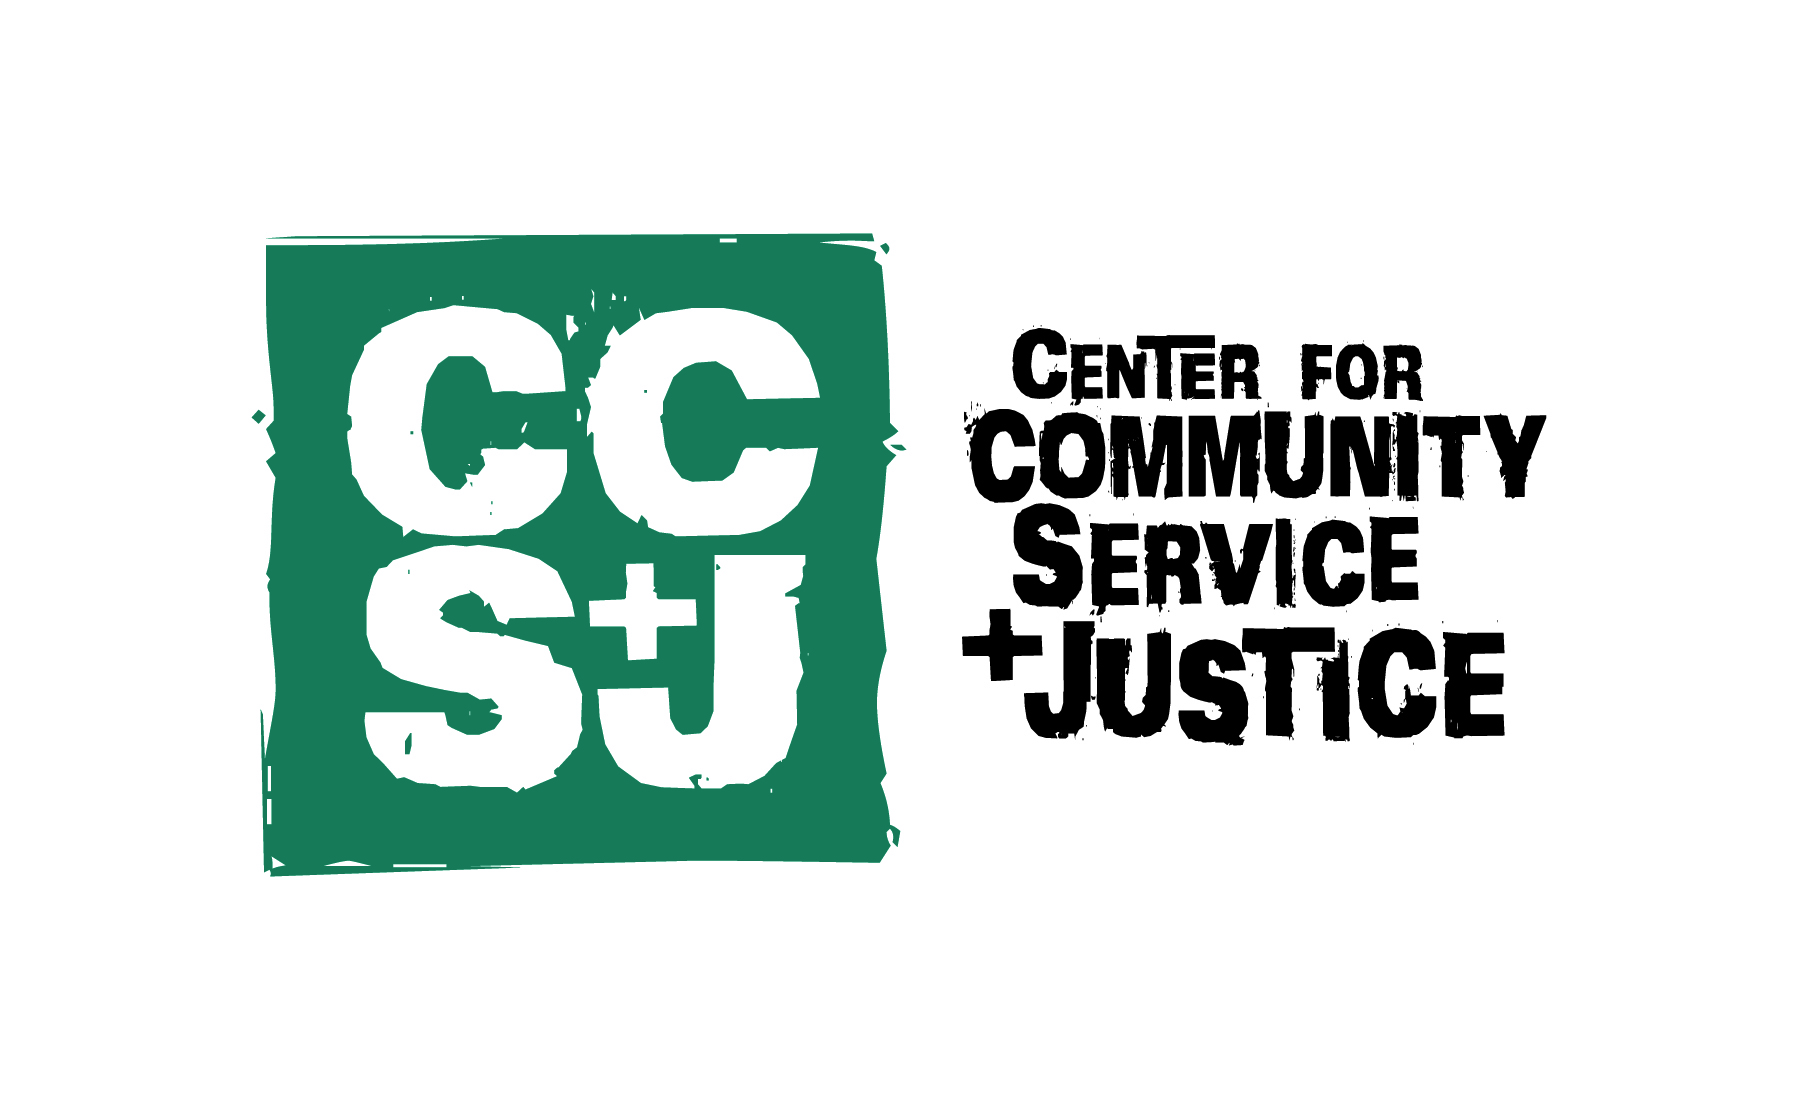 CC
S+J
CENTER FOR
COMMUNITY
SERVICE
+JUSTICE